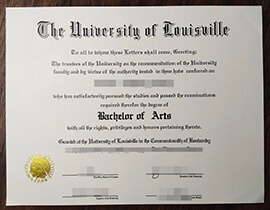 The University of Louisville
To all to whom these Letters shall come, Greeting:
The trustees of the University on the recommendation of the University
faculty and by virtue of the authority vested in them have conferred on
who has satisfactorily pursued the studies and passed the examinations
required therefor the degree of
Bachelor of Arts
with all the rights, privileges and honors pertaining thereto.
Granted at the University of Louisville in the Commonwealth of Kentucky